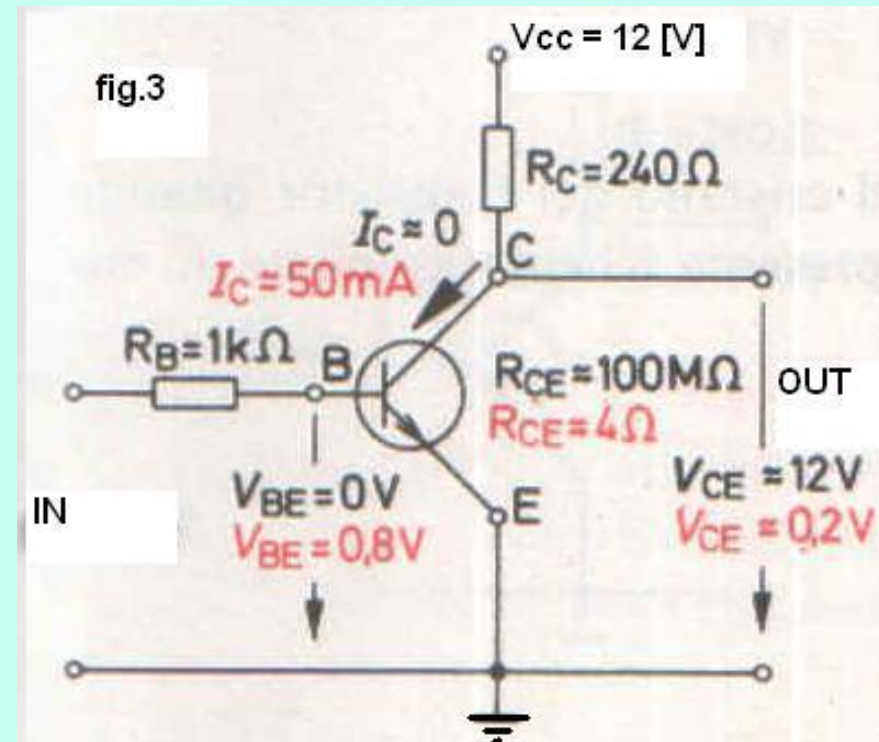 Vcc = 12 [V]
fig.3
RC=240Ω
IC≈0
C
IC≈50mA
RB=1kΩ
B
RCE≈100MΩ
OUT
RCE≈4Ω
VBE=0V
VCE≈12V
IN
E
VBE=0,8V
VCE≈0,2V